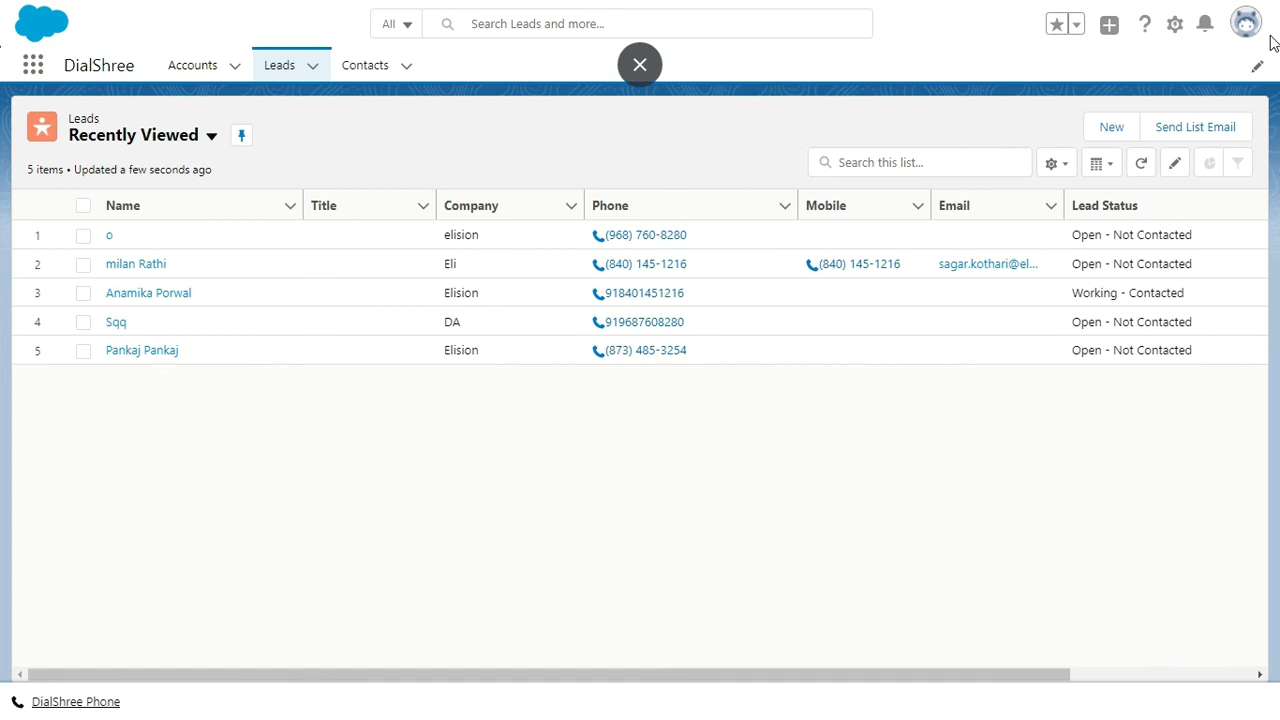 All Search Leads and more...
DialShree Accounts Leads Contacts
Leads
Recently Viewed
New Send List Email
5 items • Updated a few seconds ago
Search this list...
Name Title Company Phone Mobile Email Lead Status
1 o elision (968) 760-8280 Open - Not Contacted
2 milan Rathi Eli (840) 145-1216 (840) 145-1216 sagar.kothari@el... Open - Not Contacted
3 Anamika Porwal Elision 918401451216 Working - Contacted
4 Sqq DA 919687608280 Open - Not Contacted
5 Pankaj Pankaj Elision (873) 485-3254 Open - Not Contacted
DialShree Phone